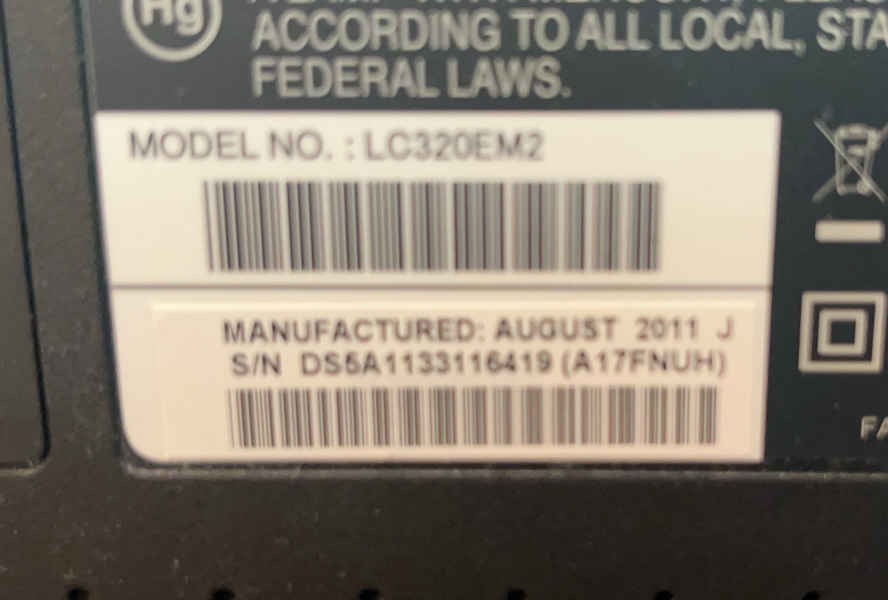 Hg
ACCORDING TO ALL LOCAL, STA
FEDERAL LAWS.
MODEL NO. : LC320EM2
MANUFACTURED: AUGUST 2011 J
S/N DS5A1133116419 (A17FNUH)
FA